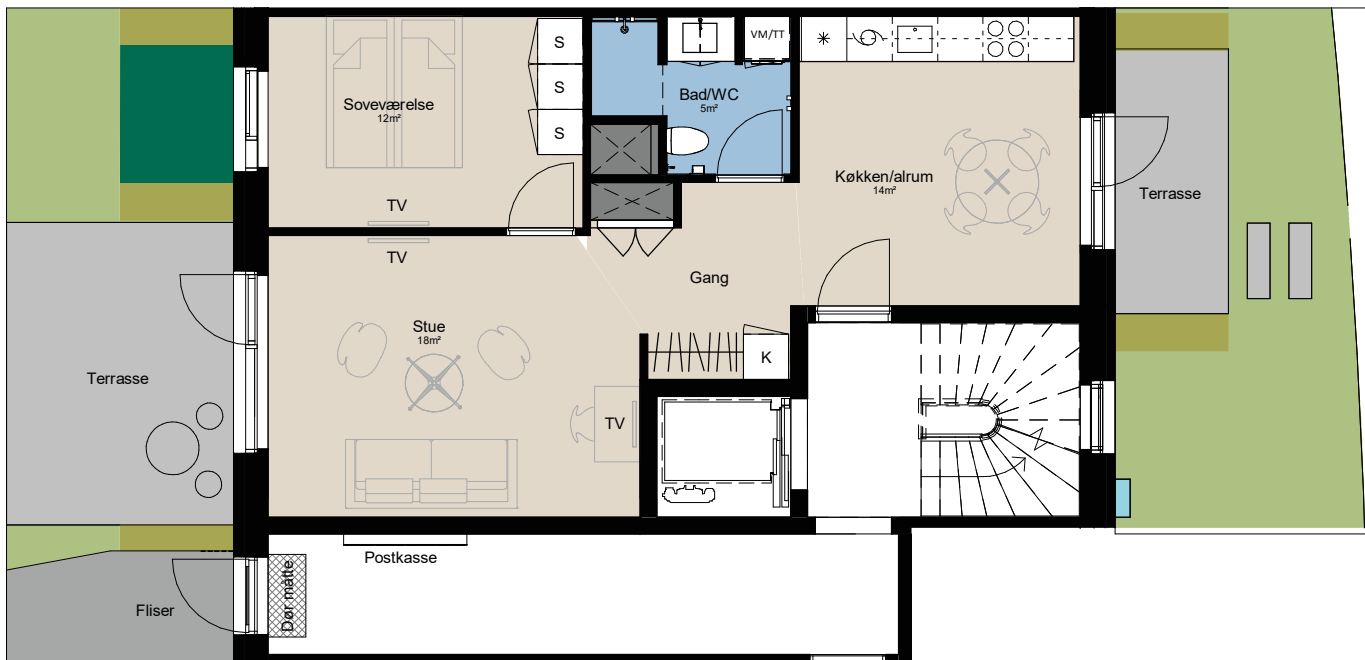 S
S
S
VM/TT
Bad/WC
5m²
Soveværelse
12m²
TV
TV
Køkken/alrum
14m²
Terrasse
Gang
Stue
18m²
K
Terrasse
TV
Postkasse
Dør måtte
Fliser